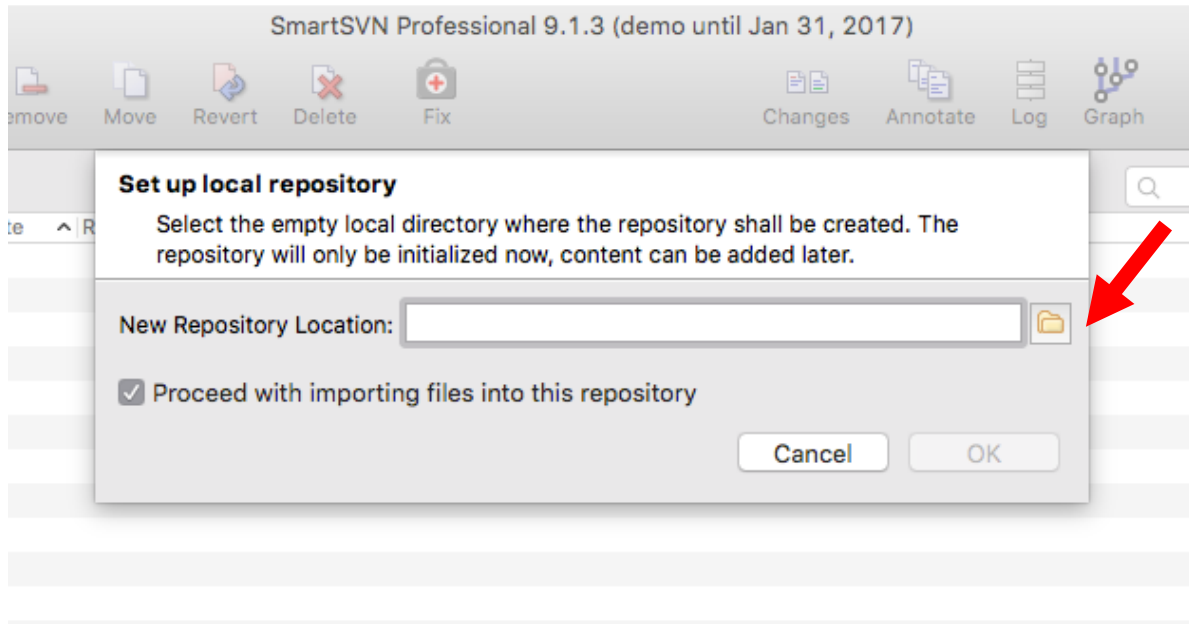 SmartSVN Professional 9.1.3 (demo until Jan 31, 2017)
emove Move Revert Delete Fix Changes Annotate Log Graph
Set up local repository
Select the empty local directory where the repository shall be created. The
repository will only be initialized now, content can be added later.
te R
New Repository Location:
Proceed with importing files into this repository
Cancel OK